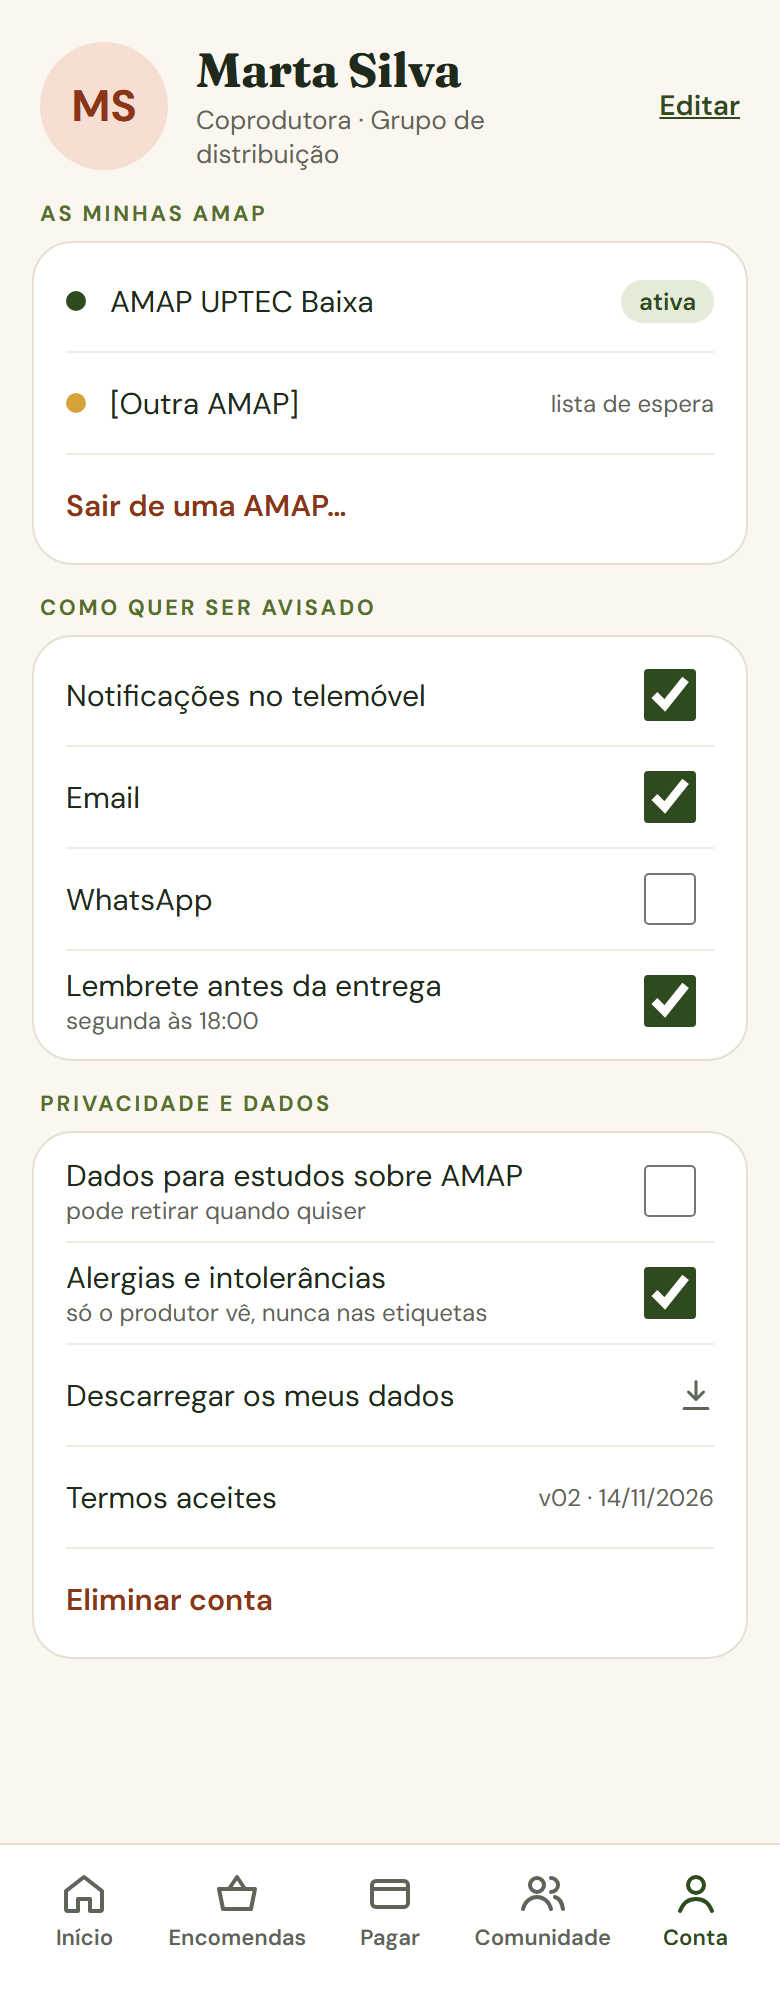 MS
Marta Silva
Coprodutora · Grupo de
distribuição
Editar
AS MINHAS AMAP
AMAP UPTEC Baixa
ativa
[Outra AMAP]
lista de espera
Sair de uma AMAP...
COMO QUER SER AVISADO
Notificações no telemóvel
Email
WhatsApp
Lembrete antes da entrega
segunda às 18:00
PRIVACIDADE E DADOS
Dados para estudos sobre AMAP
pode retirar quando quiser
Alergias e intolerâncias
só o produtor vê, nunca nas etiquetas
Descarregar os meus dados
Termos aceites
v02 · 14/11/2026
Eliminar conta
Início
Encomendas
Pagar
Comunidade
Conta